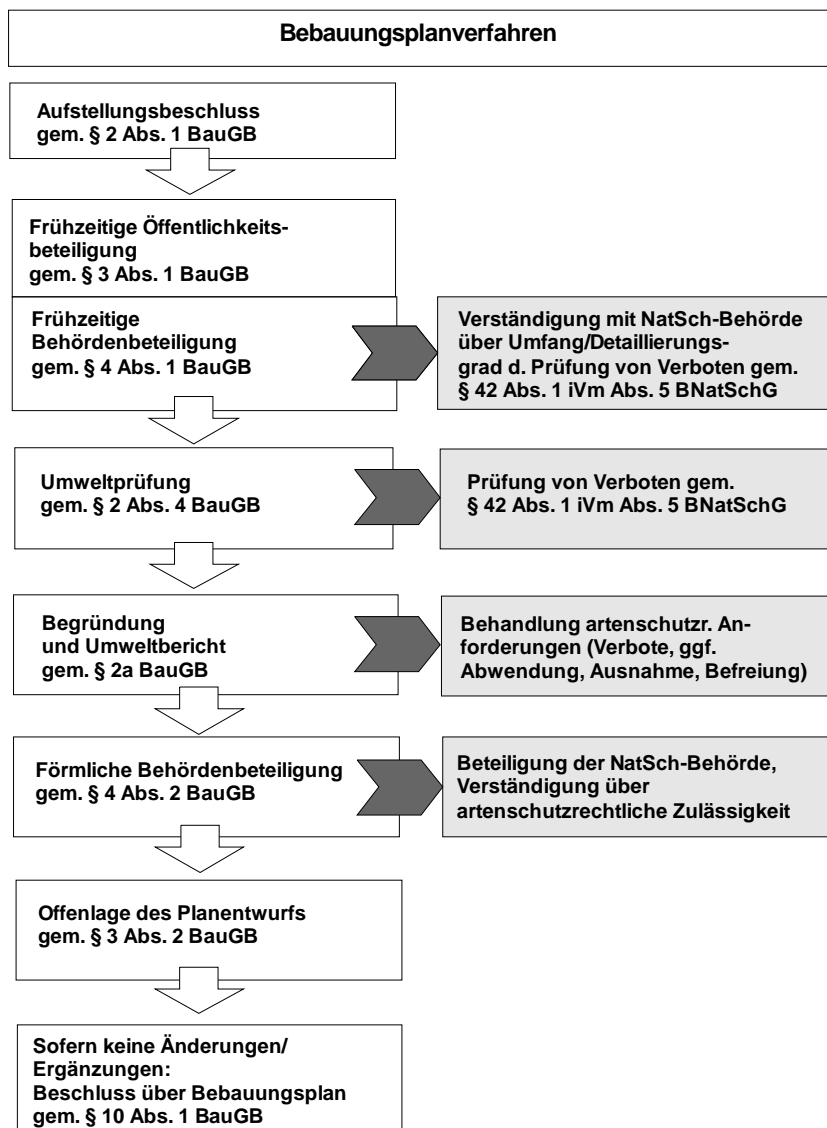 Bebauungsplanverfahren
Aufstellungsbeschluss
gem. § 2 Abs. 1 BauGB
Frühzeitige Öffentlichkeits-
beteiligung
gem. § 3 Abs. 1 BauGB
Frühzeitige
Behördenbeteiligung
gem. § 4 Abs. 1 BauGB
Verständigung mit NatSch-Behörde
über Umfang/Detaillierungs-
grad d. Prüfung von Verboten gem.
§ 42 Abs. 1 iVm Abs. 5 BNatSchG
Umweltprüfung
gem. § 2 Abs. 4 BauGB
Prüfung von Verboten gem.
§ 42 Abs. 1 iVm Abs. 5 BNatSchG
Begründung
und Umweltbericht
gem. § 2a BauGB
Behandlung artenschutzr. An-
forderungen (Verbote, ggf.
Abwendung, Ausnahme, Befreiung)
Förmliche Behördenbeteiligung
gem. § 4 Abs. 2 BauGB
Beteiligung der NatSch-Behörde,
Verständigung über
artenschutzrechtliche Zulässigkeit
Offenlage des Planentwurfs
gem. § 3 Abs. 2 BauGB
Sofern keine Änderungen/
Ergänzungen:
Beschluss über Bebauungsplan
gem. § 10 Abs. 1 BauGB